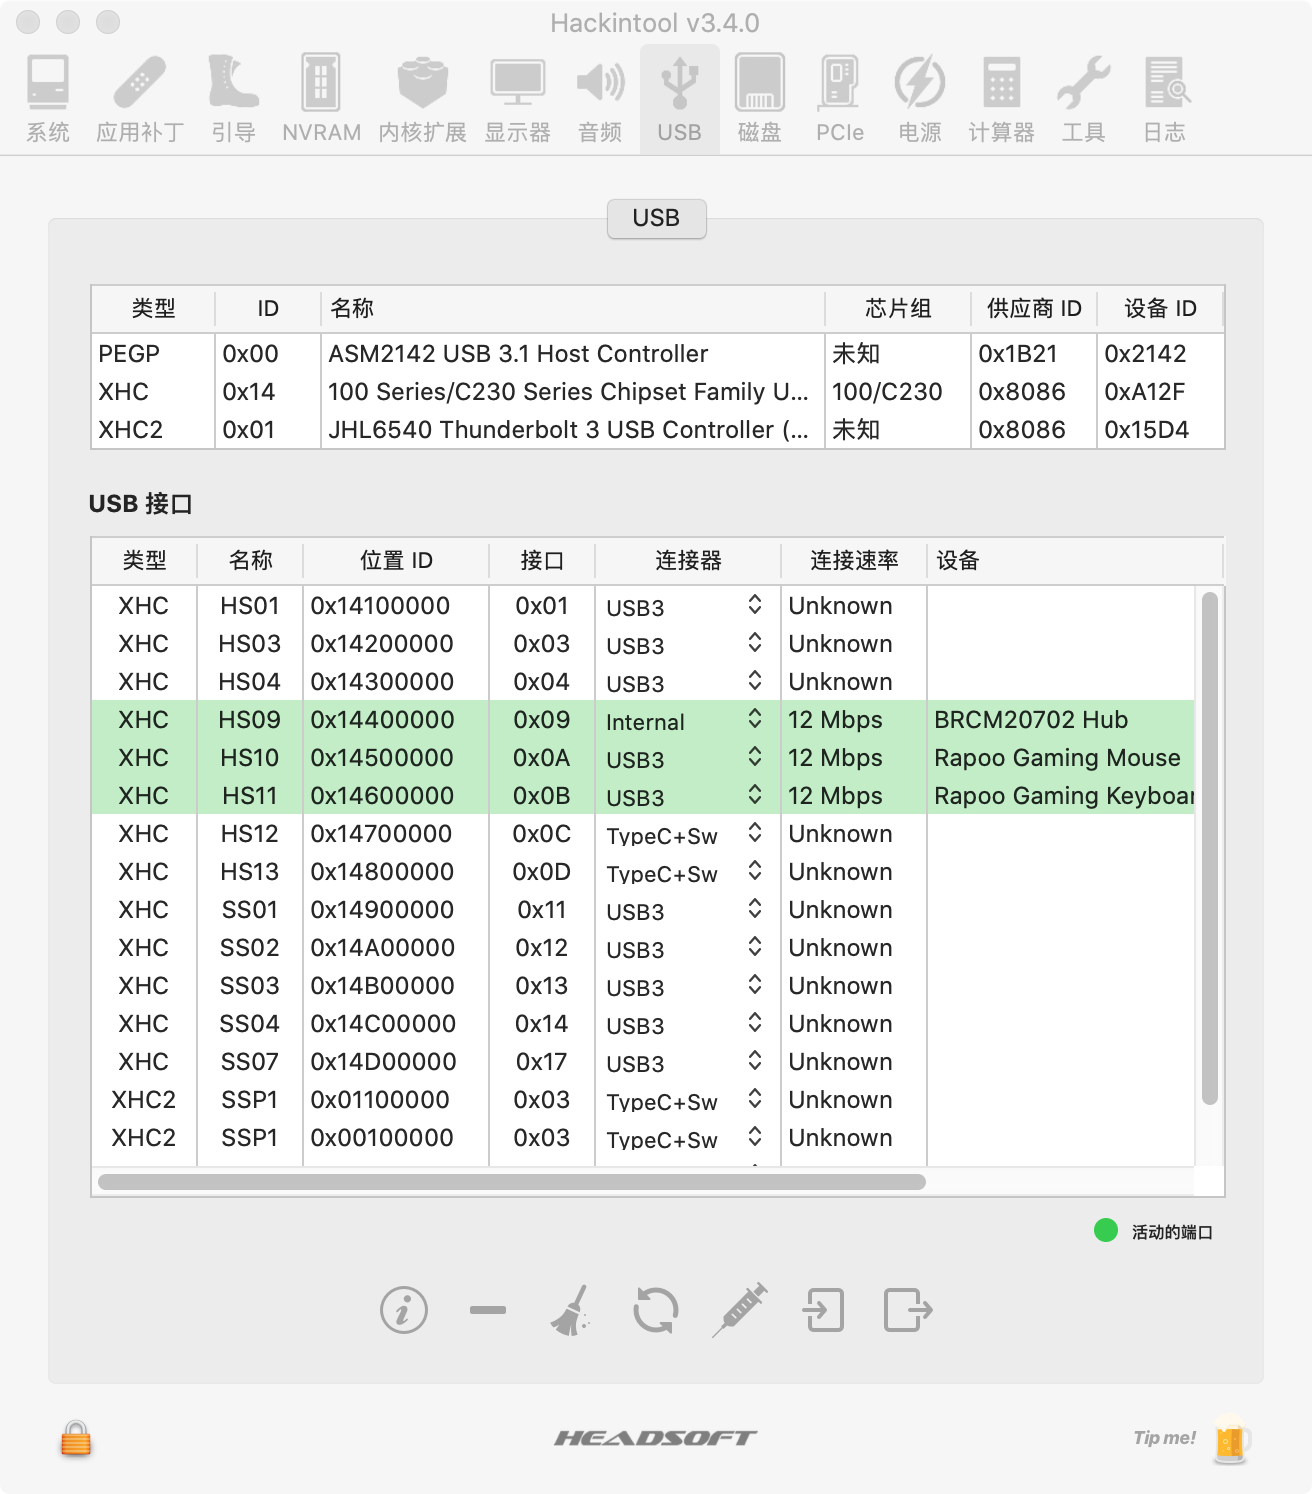 Hackintool v3.4.0
系统 应用补丁 引导 NVRAM 内核扩展 显示器 音频 USB 磁盘 PCIe 电源 计算器 工具 日志
USB
类型 ID 名称 芯片组 供应商 ID 设备 ID
PEGP 0x00 ASM2142 USB 3.1 Host Controller 未知 0x1B21 0x2142
XHC 0x14 100 Series/C230 Series Chipset Family U... 100/C230 0x8086 0xA12F
XHC2 0x01 JHL6540 Thunderbolt 3 USB Controller (... 未知 0x8086 0x15D4
USB 接口
类型 名称 位置 ID 接口 连接器 连接速率 设备
XHC HS01 0x14100000 0x01 USB3 Unknown
XHC HS03 0x14200000 0x03 USB3 Unknown
XHC HS04 0x14300000 0x04 USB3 Unknown
XHC HS09 0x14400000 0x09 Internal 12 Mbps BRCM20702 Hub
XHC HS10 0x14500000 0x0A USB3 12 Mbps Rapoo Gaming Mouse
XHC HS11 0x14600000 0x0B USB3 12 Mbps Rapoo Gaming Keyboar
XHC HS12 0x14700000 0x0C TypeC+Sw Unknown
XHC HS13 0x14800000 0x0D TypeC+Sw Unknown
XHC SS01 0x14900000 0x11 USB3 Unknown
XHC SS02 0x14A00000 0x12 USB3 Unknown
XHC SS03 0x14B00000 0x13 USB3 Unknown
XHC SS04 0x14C00000 0x14 USB3 Unknown
XHC SS07 0x14D00000 0x17 USB3 Unknown
XHC2 SSP1 0x01100000 0x03 TypeC+Sw Unknown
XHC2 SSP1 0x00100000 0x03 TypeC+Sw Unknown
活动的端口
HEADSOFT
Tip me!